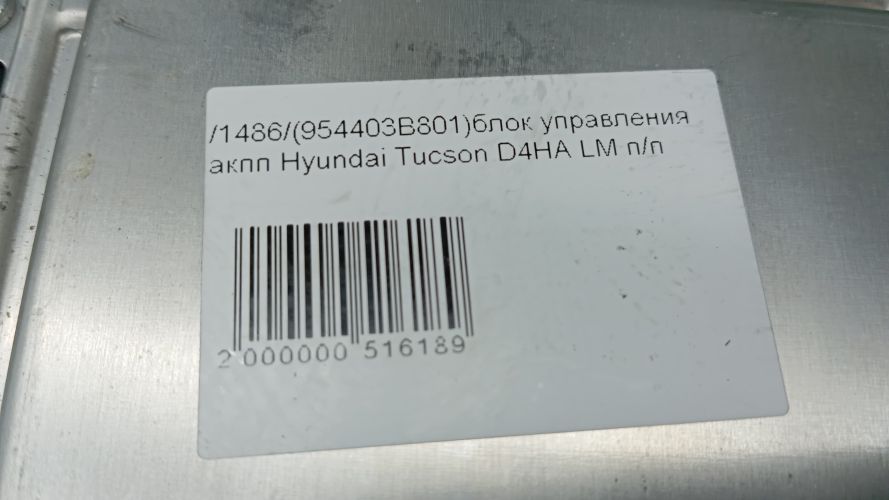 /1486/(954403B801)блок управления
акпп Hyundai Tucson D4HA LM п/п
2 000000 516189